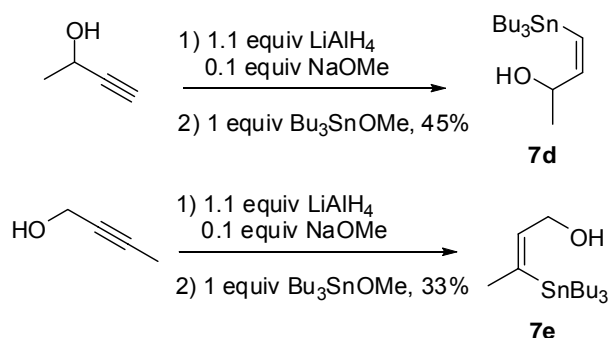 OH
1) 1.1 equiv LiAlH4
0.1 equiv NaOMe
2) 1 equiv Bu3SnOMe, 45%
Bu3Sn
HO
7d
HO
1) 1.1 equiv LiAlH4
0.1 equiv NaOMe
2) 1 equiv Bu3SnOMe, 33%
OH
SnBu3
7e